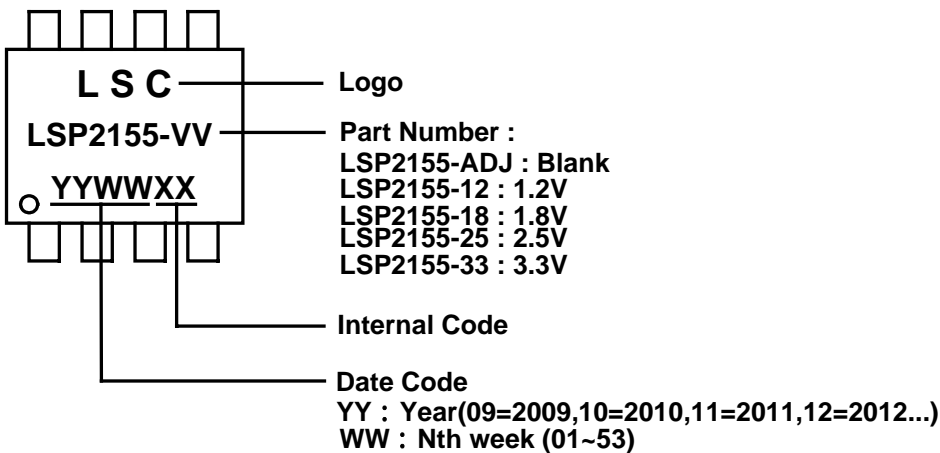 L S C
LSP2155-VV
YYWWXX
Logo
Part Number :
LSP2155-ADJ : Blank
LSP2155-12 : 1.2V
LSP2155-18 : 1.8V
LSP2155-25 : 2.5V
LSP2155-33 : 3.3V
Internal Code
Date Code
YY : Year(09=2009,10=2010,11=2011,12=2012...)
WW : Nth week (01~53)